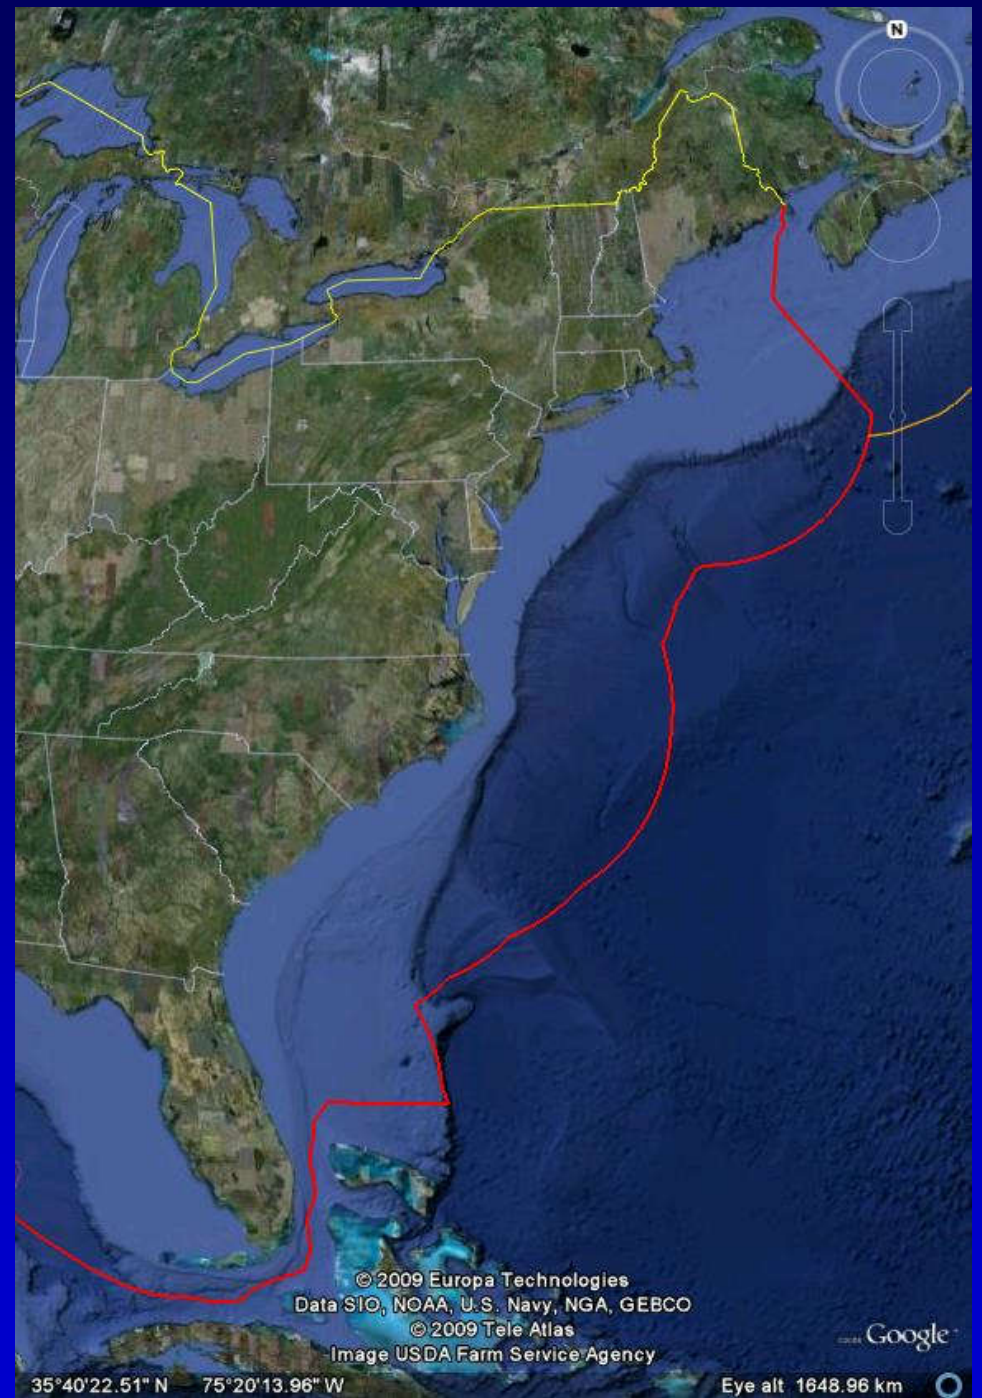 N
© 2009 Europa Technologies
Data SIO, NOAA, U.S. Navy, NGA, GEBCO
© 2009 Tele Atlas
Image USDA Farm Service Agency
Google
35°40'22.51" N 75°20'13.96" W
Eye alt 1648.96 km